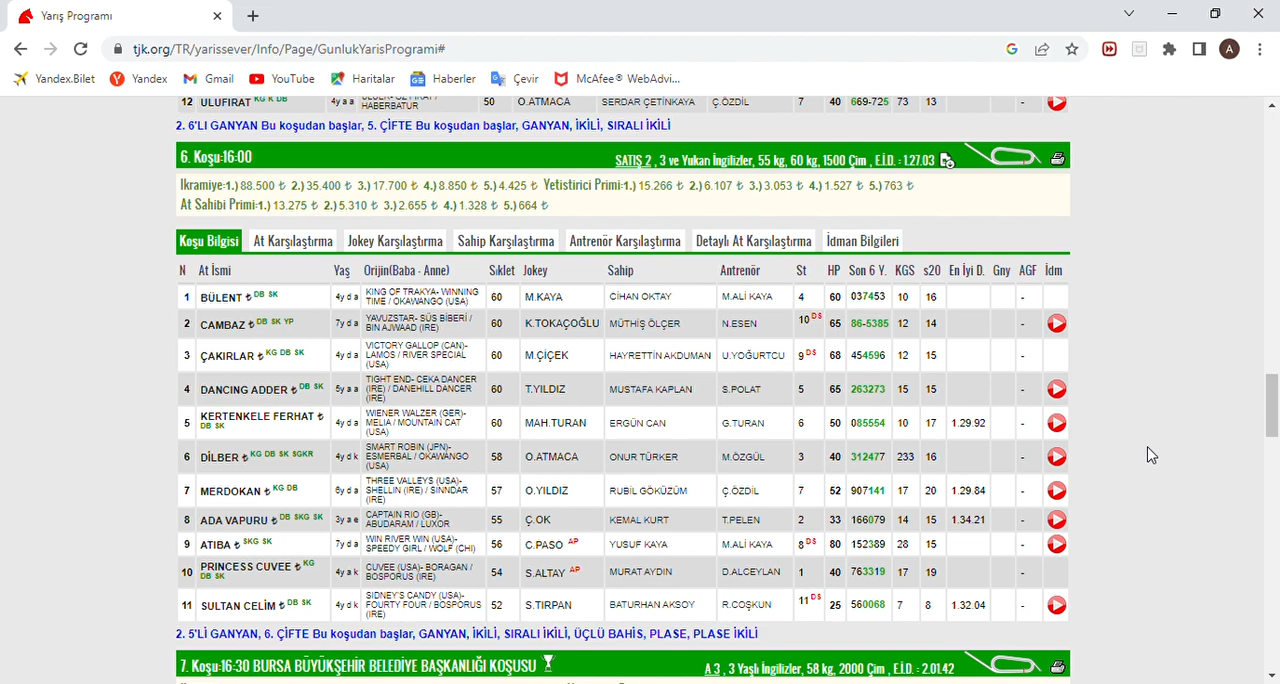 Yarış Programı
tjk.org/TR/yarissever/Info/Page/GunlukYarisProgrami#
A
Yandex.Bilet Yandex Gmail YouTube Haritalar Haberler Çevir McAfee® WebAdvi...
12 ULUFIRAT KG K DB 4y a a HABERBATUR 50 O.ATMACA SERDAR ÇETİNKAYA Ç.ÖZDİL 7 40 669-725 73 13 -
2. 6'LI GANYAN Bu koşudan başlar, 5. ÇİFTE Bu koşudan başlar, GANYAN, İKİLİ, SIRALI İKİLİ
6. Koşu:16:00 SATIŞ 2 , 3 ve Yukarı İngilizler, 55 kg, 60 kg, 1500 Çim , E.İ.D. : 1.27.03
İkramiye:1.) 88.500 ₺ 2.) 35.400 ₺ 3.) 17.700 ₺ 4.) 8.850 ₺ 5.) 4.425 ₺ Yetistirici Primi:1.) 15.266 ₺ 2.) 6.107 ₺ 3.) 3.053 ₺ 4.) 1.527 ₺ 5.) 763 ₺
At Sahibi Primi:1.) 13.275 ₺ 2.) 5.310 ₺ 3.) 2.655 ₺ 4.) 1.328 ₺ 5.) 664 ₺
Koşu Bilgisi At Karşılaştırma Jokey Karşılaştırma Sahip Karşılaştırma Antrenör Karşılaştırma Detaylı At Karşılaştırma İdman Bilgileri
N At İsmi Yaş Orijin(Baba - Anne) Sıklet Jokey Sahip Antrenör St HP Son 6 Y. KGS s20 En İyi D. Gny AGF İdm
1 BÜLENT ₺ DB SK 4y d a KING OF TRAKYA- WINNING TIME / OKAWANGO (USA) 60 M.KAYA CİHAN OKTAY M.ALİ KAYA 4 60 037453 10 16 -
2 CAMBAZ ₺ DB SK YP 7y d a YAVUZSTAR- SÜS BİBERİ / BIN AJWAAD (IRE) 60 K.TOKAÇOĞLU MÜTHİŞ ÖLÇER N.ESEN 10 DS 65 86-5385 12 14 -
3 ÇAKIRLAR ₺ KG DB SK 4y d a VICTORY GALLOP (CAN)- LAMOS / RIVER SPECIAL (USA) 60 M.ÇİÇEK HAYRETTİN AKDUMAN U.YOĞURTCU 9 DS 68 454596 12 15 -
4 DANCING ADDER ₺ DB SK 5y a a TIGHT END- CEKA DANCER (IRE) / DANEHILL DANCER (IRE) 60 T.YILDIZ MUSTAFA KAPLAN S.POLAT 5 65 263273 15 15 -
5 KERTENKELE FERHAT ₺ DB SK 4y d a WIENER WALZER (GER)- MELIA / MOUNTAIN CAT (USA) 60 MAH.TURAN ERGÜN CAN G.TURAN 6 50 085554 10 17 1.29.92 -
6 DİLBER ₺ KG DB SK SGKR 4y d k SMART ROBIN (JPN)- ESMERBAL / OKAWANGO (USA) 58 O.ATMACA ONUR TÜRKER M.ÖZGÜL 3 40 312477 233 16 -
7 MERDOKAN ₺ KG DB 6y d a THREE VALLEYS (USA)- SHELLIN (IRE) / SINNDAR (IRE) 57 O.YILDIZ RUBİL GÖKÜZÜM Ç.ÖZDİL 7 52 907141 17 20 1.29.84 -
8 ADA VAPURU ₺ DB SKG SK 3y a e CAPTAIN RIO (GB)- ABUDARAM / LUXOR 55 Ç.OK KEMAL KURT T.PELEN 2 33 166079 14 15 1.34.21 -
9 ATIBA ₺ SKG SK 7y d a WIN RIVER WIN (USA)- SPEEDY GIRL / WOLF (CHI) 56 C.PASO AP YUSUF KAYA M.ALİ KAYA 8 DS 80 152389 28 15 -
10 PRINCESS CUVEE ₺ KG DB SK 4y a k CUVEE (USA)- BORAGAN / BOSPORUS (IRE) 54 S.ALTAY AP MURAT AYDIN D.ALCEYLAN 1 40 763319 17 19 -
11 SULTAN CELİM ₺ DB SK 4y d k SIDNEY'S CANDY (USA)- FOURTY FOUR / BOSPORUS (IRE) 52 S.TIRPAN BATURHAN AKSOY R.COŞKUN 11 DS 25 560068 7 8 1.32.04 -
2. 5'Lİ GANYAN, 6. ÇİFTE Bu koşudan başlar, GANYAN, İKİLİ, SIRALI İKİLİ, ÜÇLÜ BAHİS, PLASE, PLASE İKİLİ
7. Koşu:16:30 BURSA BÜYÜKŞEHİR BELEDİYE BAŞKANLIĞI KOŞUSU A 3 , 3 Yaşlı İngilizler, 58 kg, 2000 Çim , E.İ.D. : 2.01.42